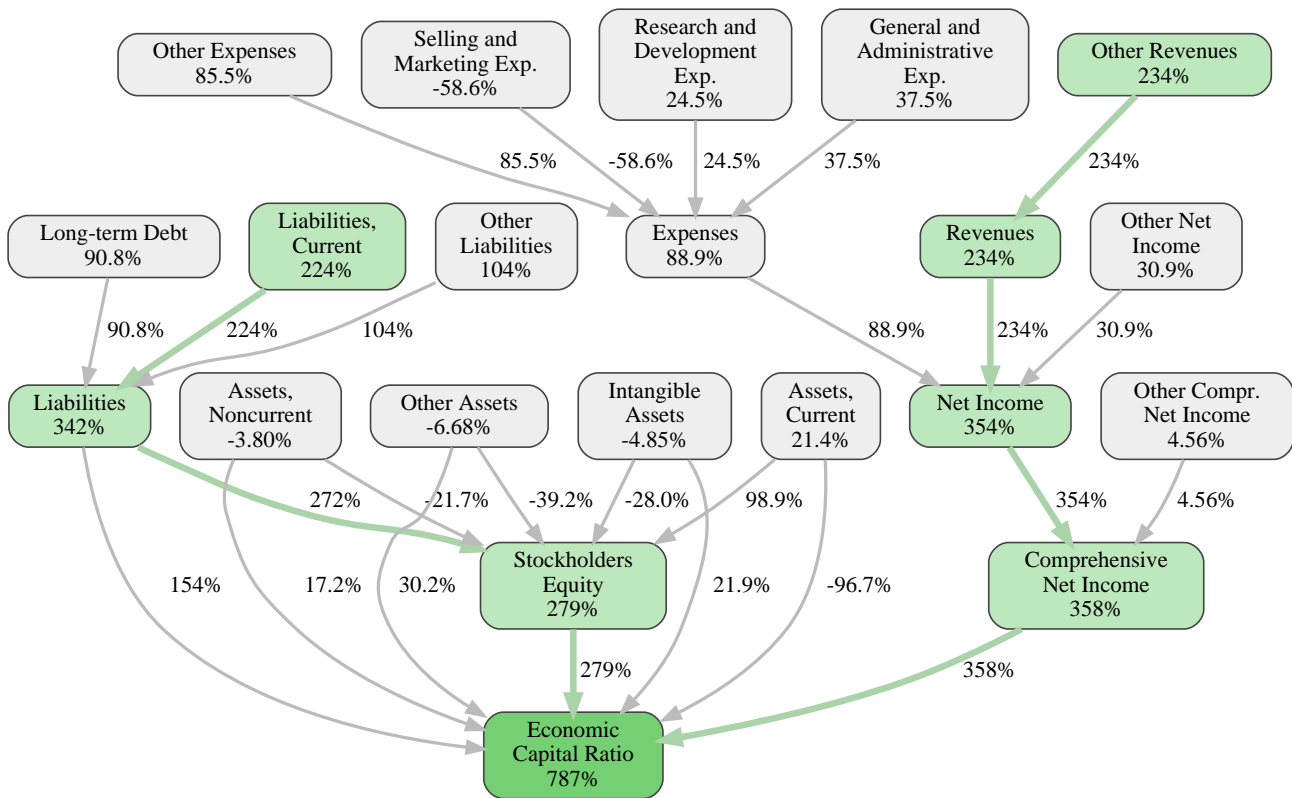 Other Expenses
85.5%
Selling and
Marketing Exp.
-58.6%
Research and
Development
Exp.
24.5%
General and
Administrative
Exp.
37.5%
Other Revenues
234%
85.5%
-58.6%
24.5%
37.5%
234%
Long-term Debt
90.8%
Liabilities,
Current
224%
Other
Liabilities
104%
Expenses
88.9%
Revenues
234%
Other Net
Income
30.9%
90.8%
224%
104%
88.9%
234%
30.9%
Liabilities
342%
Assets,
Noncurrent
-3.80%
Other Assets
-6.68%
Intangible
Assets
-4.85%
Assets,
Current
21.4%
Net Income
354%
Other Compr.
Net Income
4.56%
272%
-21.7%
-39.2%
-28.0%
98.9%
354%
4.56%
154%
17.2%
30.2%
Stockholders
Equity
279%
21.9%
-96.7%
Comprehensive
Net Income
358%
279%
358%
Economic
Capital Ratio
787%